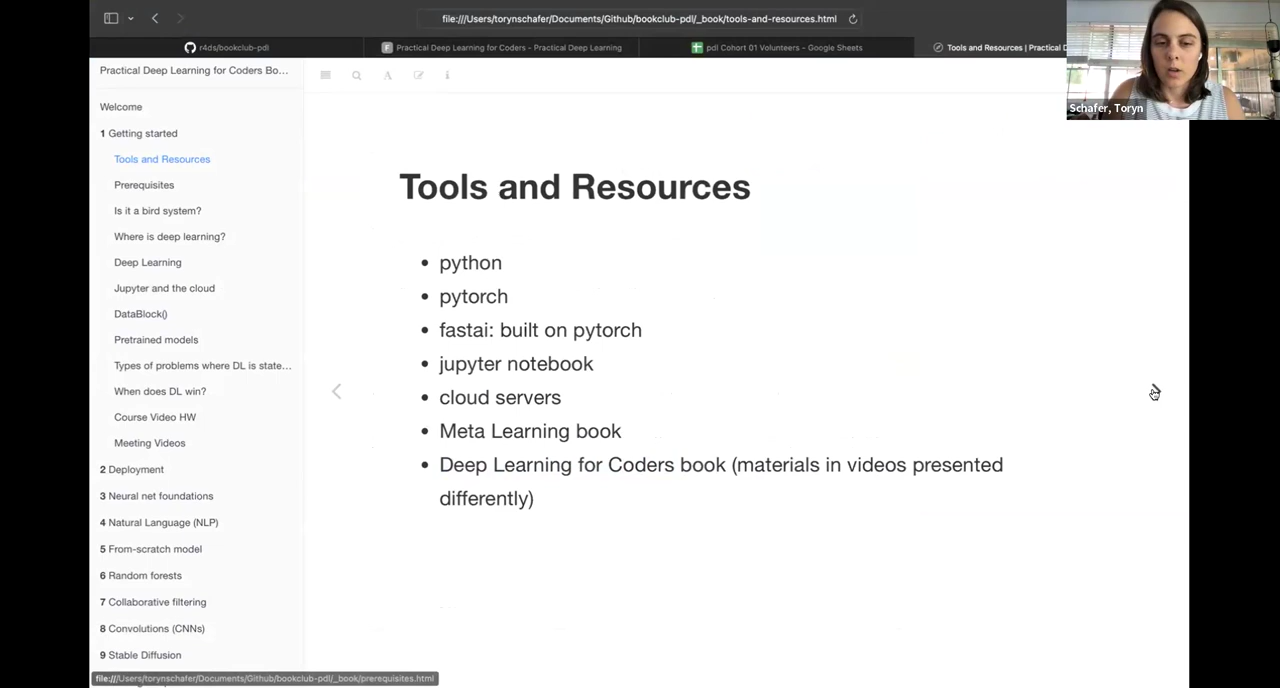 file:///Users/torynschafer/Documents/Github/bookclub-pdl/_book/tools-and-resources.html
r4ds/bookclub-pdl
Practical Deep Learning for Coders - Practical Deep Learning
pdl Cohort 01 Volunteers - Google Sheets
Tools and Resources | Practical D
Schafer, Toryn
Practical Deep Learning for Coders Bo...
Welcome
1 Getting started
Tools and Resources
Prerequisites
Is it a bird system?
Where is deep learning?
Deep Learning
Jupyter and the cloud
DataBlock()
Pretrained models
Types of problems where DL is state...
When does DL win?
Course Video HW
Meeting Videos
2 Deployment
3 Neural net foundations
4 Natural Language (NLP)
5 From-scratch model
6 Random forests
7 Collaborative filtering
8 Convolutions (CNNs)
9 Stable Diffusion
Tools and Resources
• python
• pytorch
• fastai: built on pytorch
• jupyter notebook
• cloud servers
• Meta Learning book
• Deep Learning for Coders book (materials in videos presented
differently)
file:///Users/torynschafer/Documents/Github/bookclub-pdl/_book/prerequisites.html